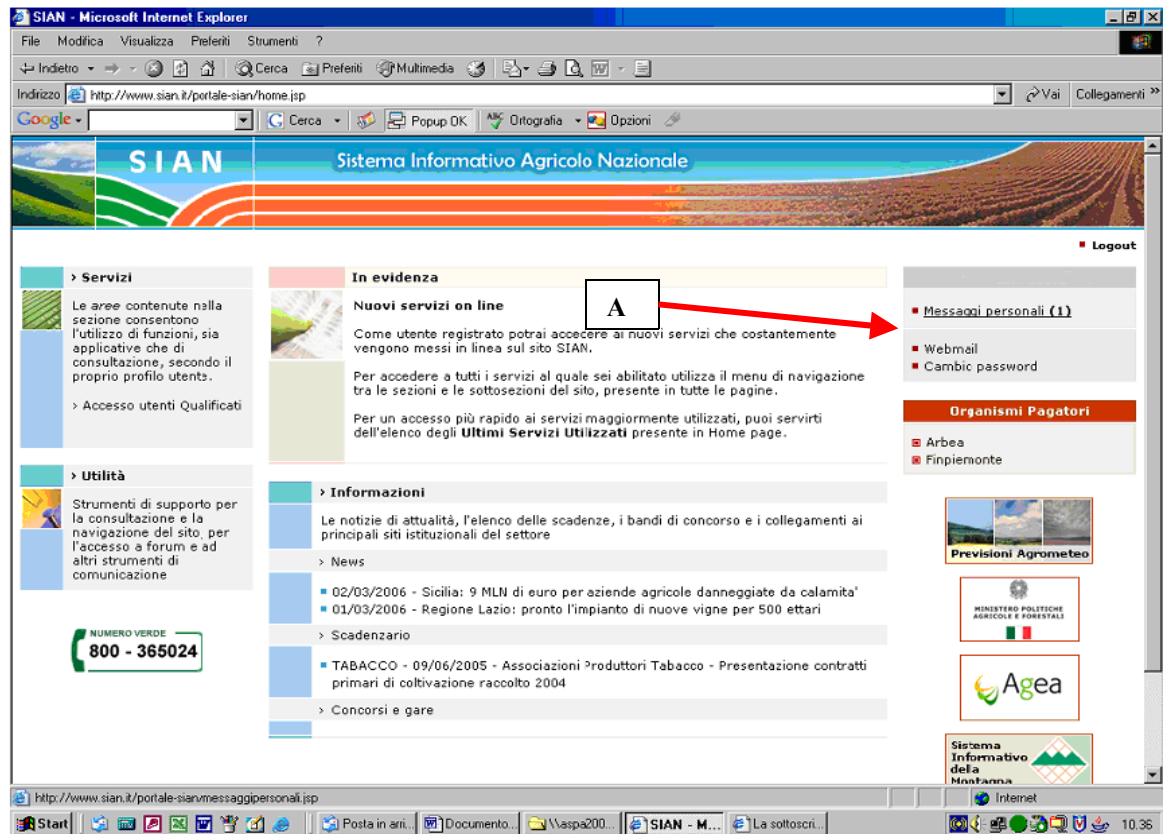 SIAN - Microsoft Internet Explorer
File Modifica Visualizza Preferiti Strumenti ?
Indietro Cerca Preferiti Multimedia
Indirizzo http://www.sian.it/portale-sian/home.jsp Vai Collegamenti »
Google Cerca Popup OK Ortografia Opzioni
SIAN Sistema Informativo Agricolo Nazionale
Logout
> Servizi
Le aree contenute nella
sezione consentono
l'utilizzo di funzioni, sia
applicative che di
consultazione, secondo il
proprio profilo utente.
> Accesso utenti Qualificati
> Utilità
Strumenti di supporto per
la consultazione e la
navigazione del sito, per
l'accesso a forum e ad
altri strumenti di
comunicazione
NUMERO VERDE
800 - 365024
In evidenza
Nuovi servizi on line
A
Come utente registrato potrai accecere ai nuovi servizi che costantemente
vengono messi in linea sul sito SIAN.
Per accedere a tutti i servizi al quale sei abilitato utilizza il menu di navigazione
tra le sezioni e le sottosezioni del sito, presente in tutte le pagine.
Per un accesso più rapido ai servizi maggiormente utilizzati, puoi servirti
dell'elenco degli Ultimi Servizi Utilizzati presente in Home page.
> Informazioni
Le notizie di attualità, l'elenco delle scadenze, i bandi di concorso e i collegamenti ai
principali siti istituzionali del settore
> News
02/03/2006 - Sicilia: 9 MLN di euro per aziende agricole danneggiate da calamita'
01/03/2006 - Regione Lazio: pronto l'impianto di nuove vigne per 500 ettari
> Scadenzario
TABACCO - 09/06/2005 - Associazioni Produttori Tabacco - Presentazione contratti
primari di coltivazione raccolto 2004
> Concorsi e gare
Messaggi personali (1)
Webmail
Cambic password
Organismi Pagatori
Arbea
Finpiemonte
Previsioni Agrometeo
MINISTERO POLITICHE
AGRICOLE E FORESTALI
Agea
Sistema
Informativo
della
Montagna
http://www.sian.it/portale-sian/messaggipersonali.jsp Internet
Start Posta in arri... Documento... \\aspa200... SIAN - M... La sottoscri... 10.36